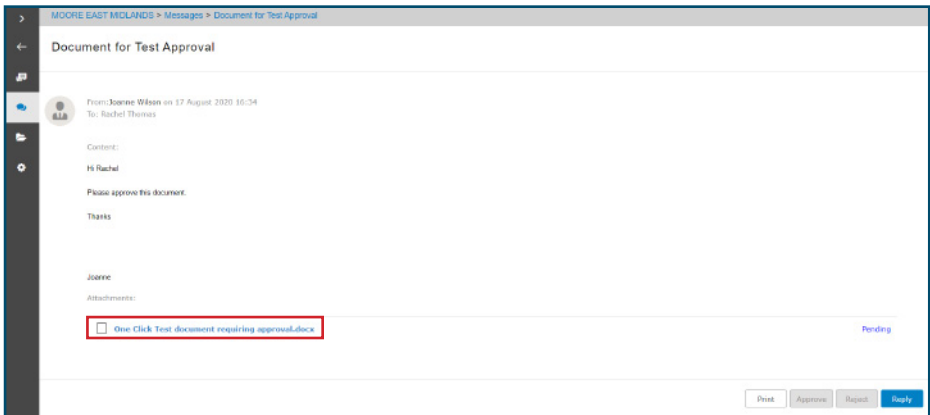 MOORE EAST MIDLANDS > Messages > Document for Test Approval
Document for Test Approval
From:Joanne Wilson on 17 August 2020 16:34
To: Rachel Thomas
Content:
Hi Rachel
Please approve this document.
Thanks
Joanne
Attachments:
One Click Test document requiring approval.docx
Pending
Print Approve Reject Reply